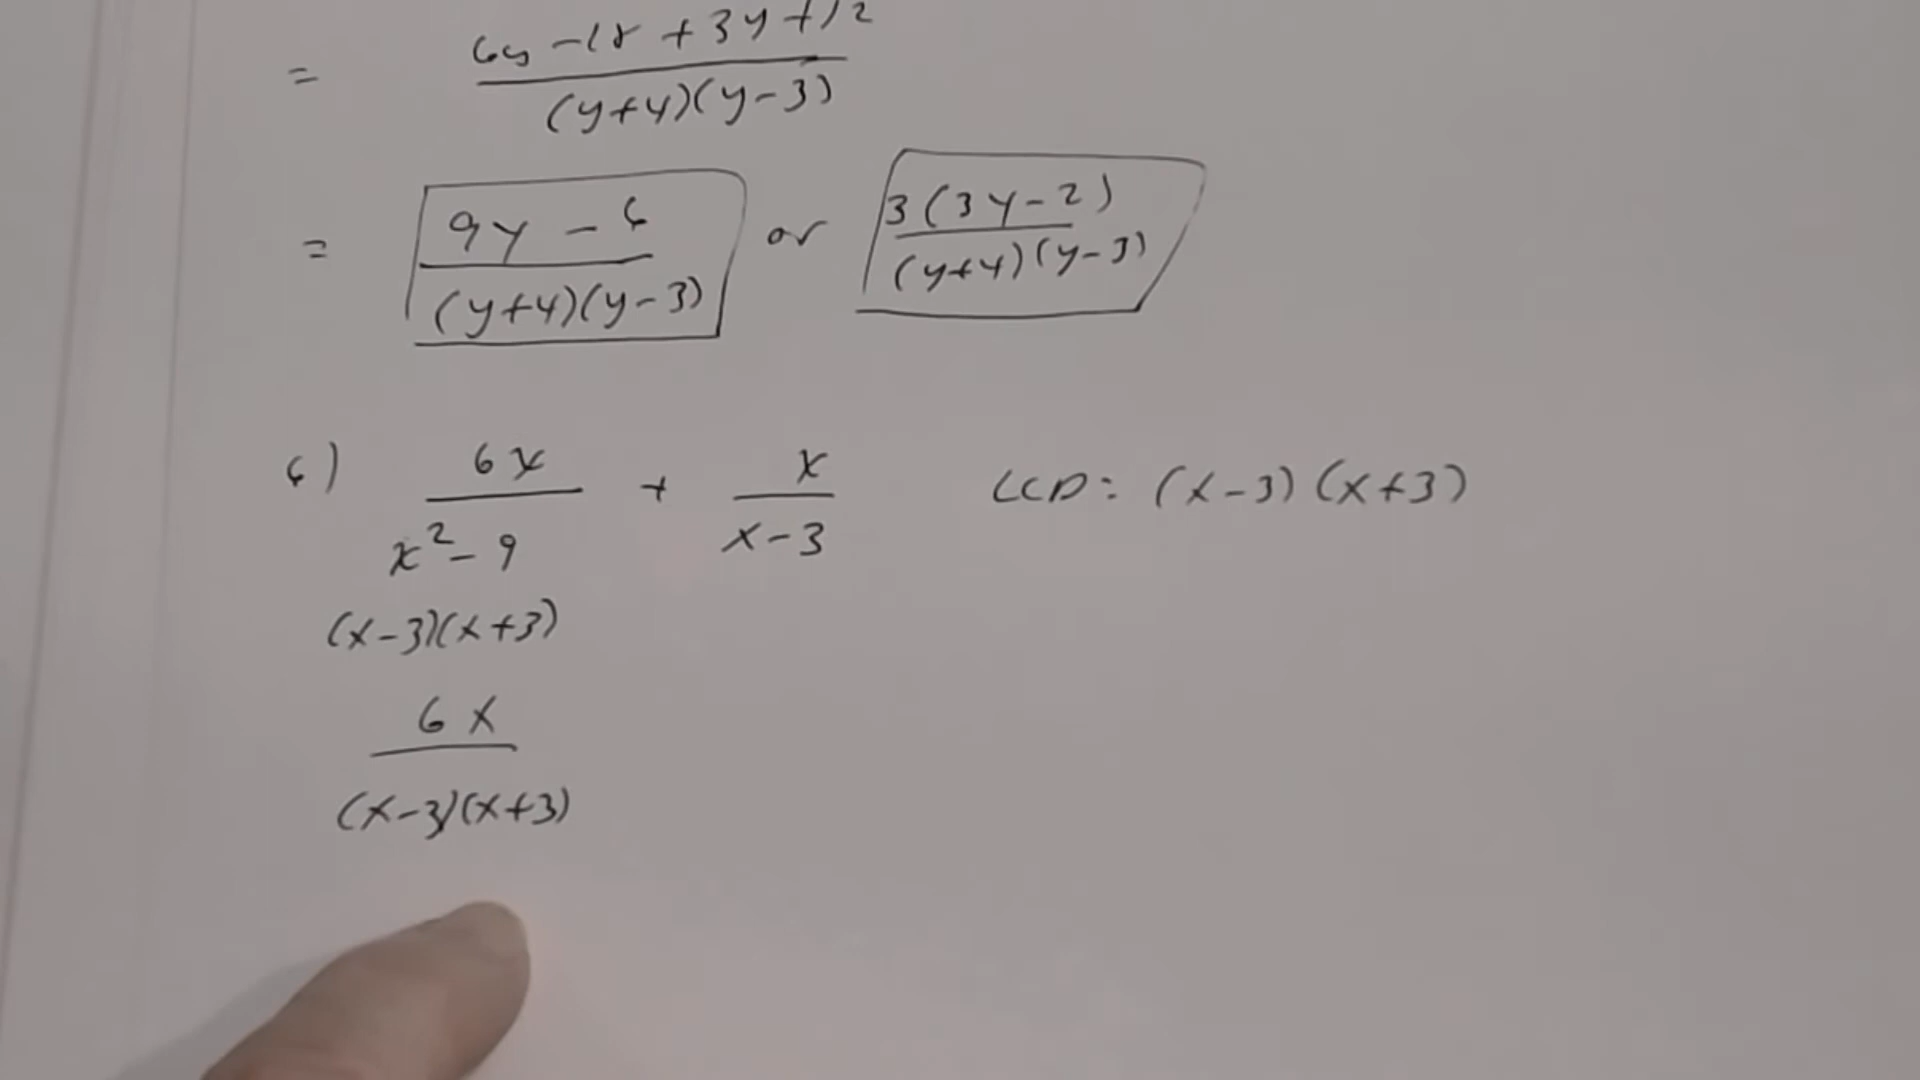 = 6y - 18 + 3y + 12 / (y+4)(y-3)
= 9y - 6 / (y+4)(y-3) or 3(3y-2) / (y+4)(y-3)
6) 6x / x² - 9 + x / x-3 LCD: (x-3)(x+3)
(x-3)(x+3)
6x / (x-3)(x+3)